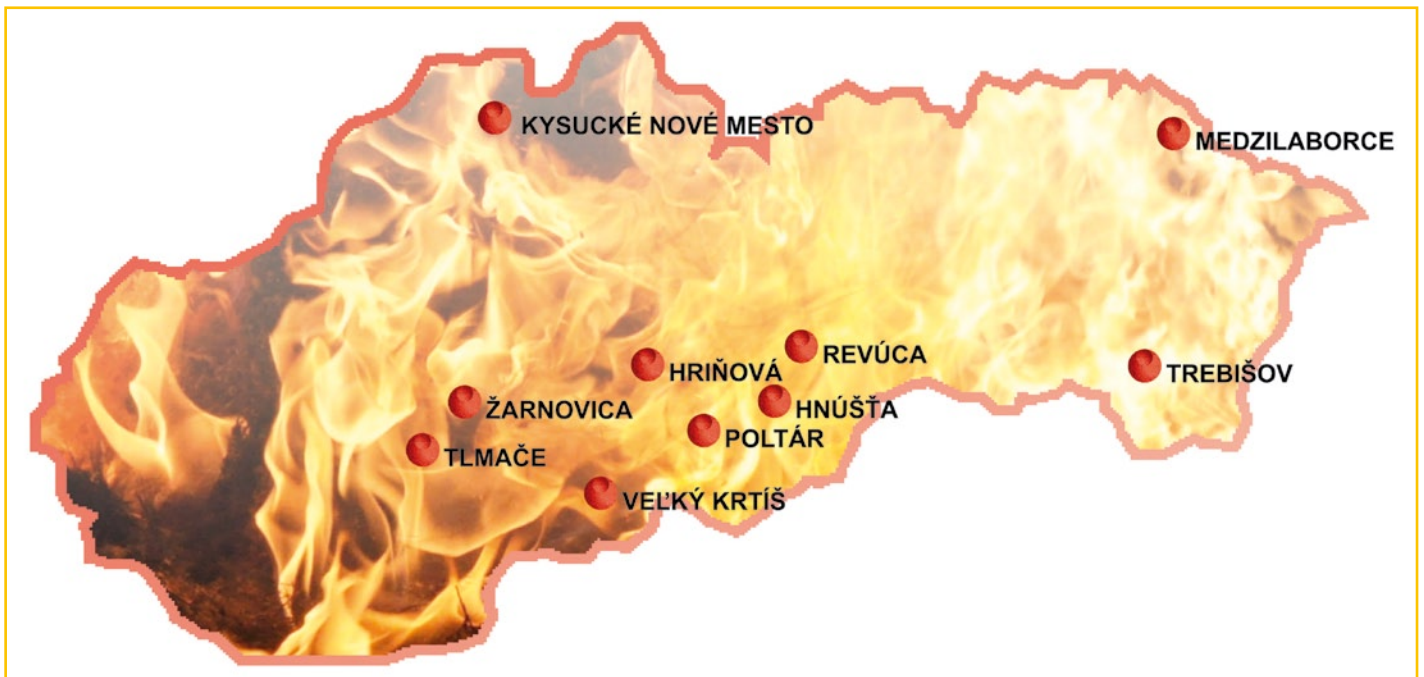 KYSUCKÉ NOVÉ MESTO
MEDZILABORCE
REVÚCA
HRIŇOVÁ
TREBIŠOV
ŽARNOVICA
HNÚŠŤA
POLTÁR
TLMAČE
VEĽKÝ KRTÍŠ